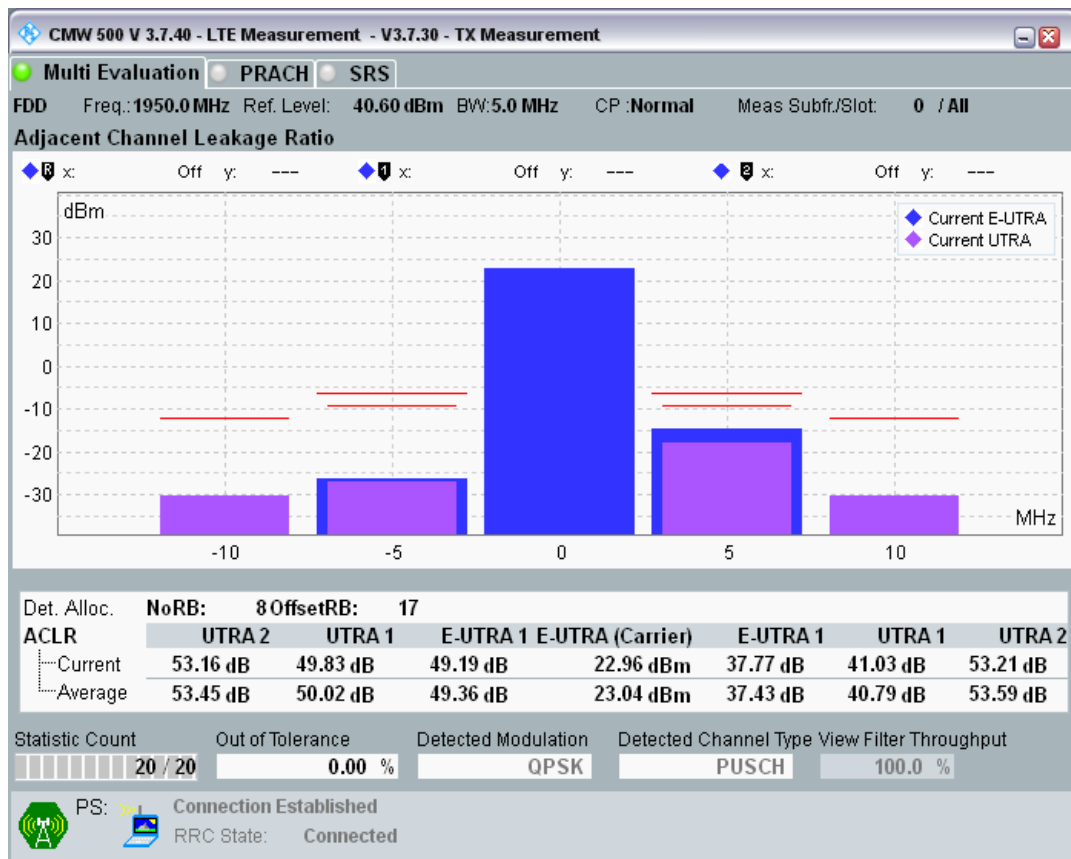 CMW 500 V 3.7.40 - LTE Measurement - V3.7.30 - TX Measurement
Multi Evaluation PRACH SRS
FDD Freq.: 1950.0 MHz Ref. Level: 40.60 dBm BW: 5.0 MHz CP : Normal Meas Subfr./Slot: 0 / All
Adjacent Channel Leakage Ratio
R x: Off y: --- 1 x: Off y: --- 2 x: Off y: ---
dBm
Current E-UTRA
Current UTRA
30
20
10
0
-10
-20
-30
MHz
-10 -5 0 5 10
Det. Alloc. NoRB: 8 OffsetRB: 17
ACLR UTRA 2 UTRA 1 E-UTRA 1 E-UTRA (Carrier) E-UTRA 1 UTRA 1 UTRA 2
Current 53.16 dB 49.83 dB 49.19 dB 22.96 dBm 37.77 dB 41.03 dB 53.21 dB
Average 53.45 dB 50.02 dB 49.36 dB 23.04 dBm 37.43 dB 40.79 dB 53.59 dB
Statistic Count Out of Tolerance Detected Modulation Detected Channel Type View Filter Throughput
20 / 20 0.00 % QPSK PUSCH 100.0 %
PS: Connection Established
RRC State: Connected